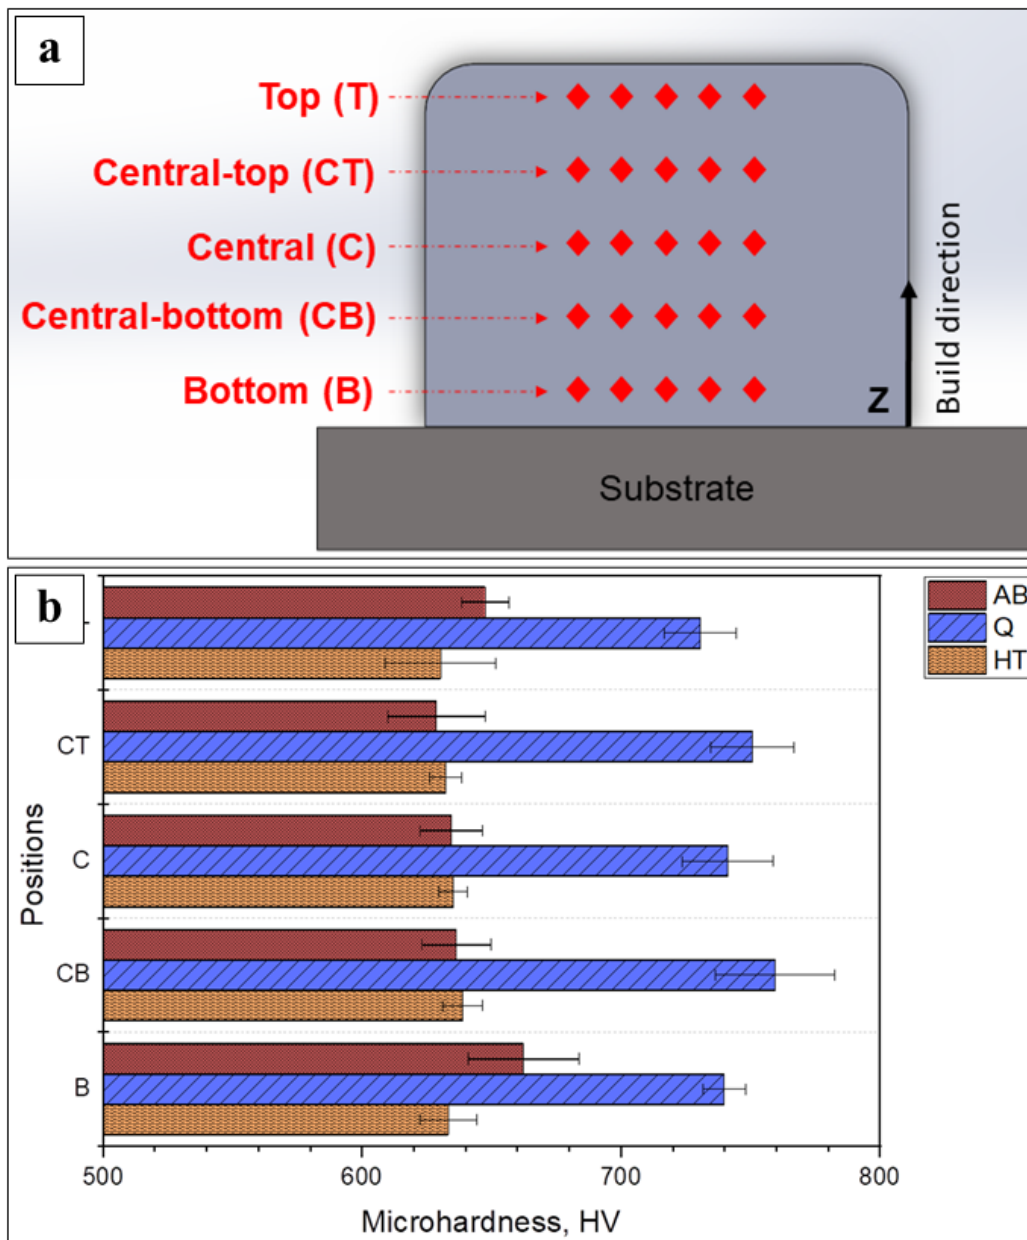 a
Top (T)
Central-top (CT)
Central (C)
Central-bottom (CB)
Bottom (B)
Z
Build direction
Substrate
b
AB
Q
HT
CT
C
CB
B
Positions
500
600
700
800
Microhardness, HV